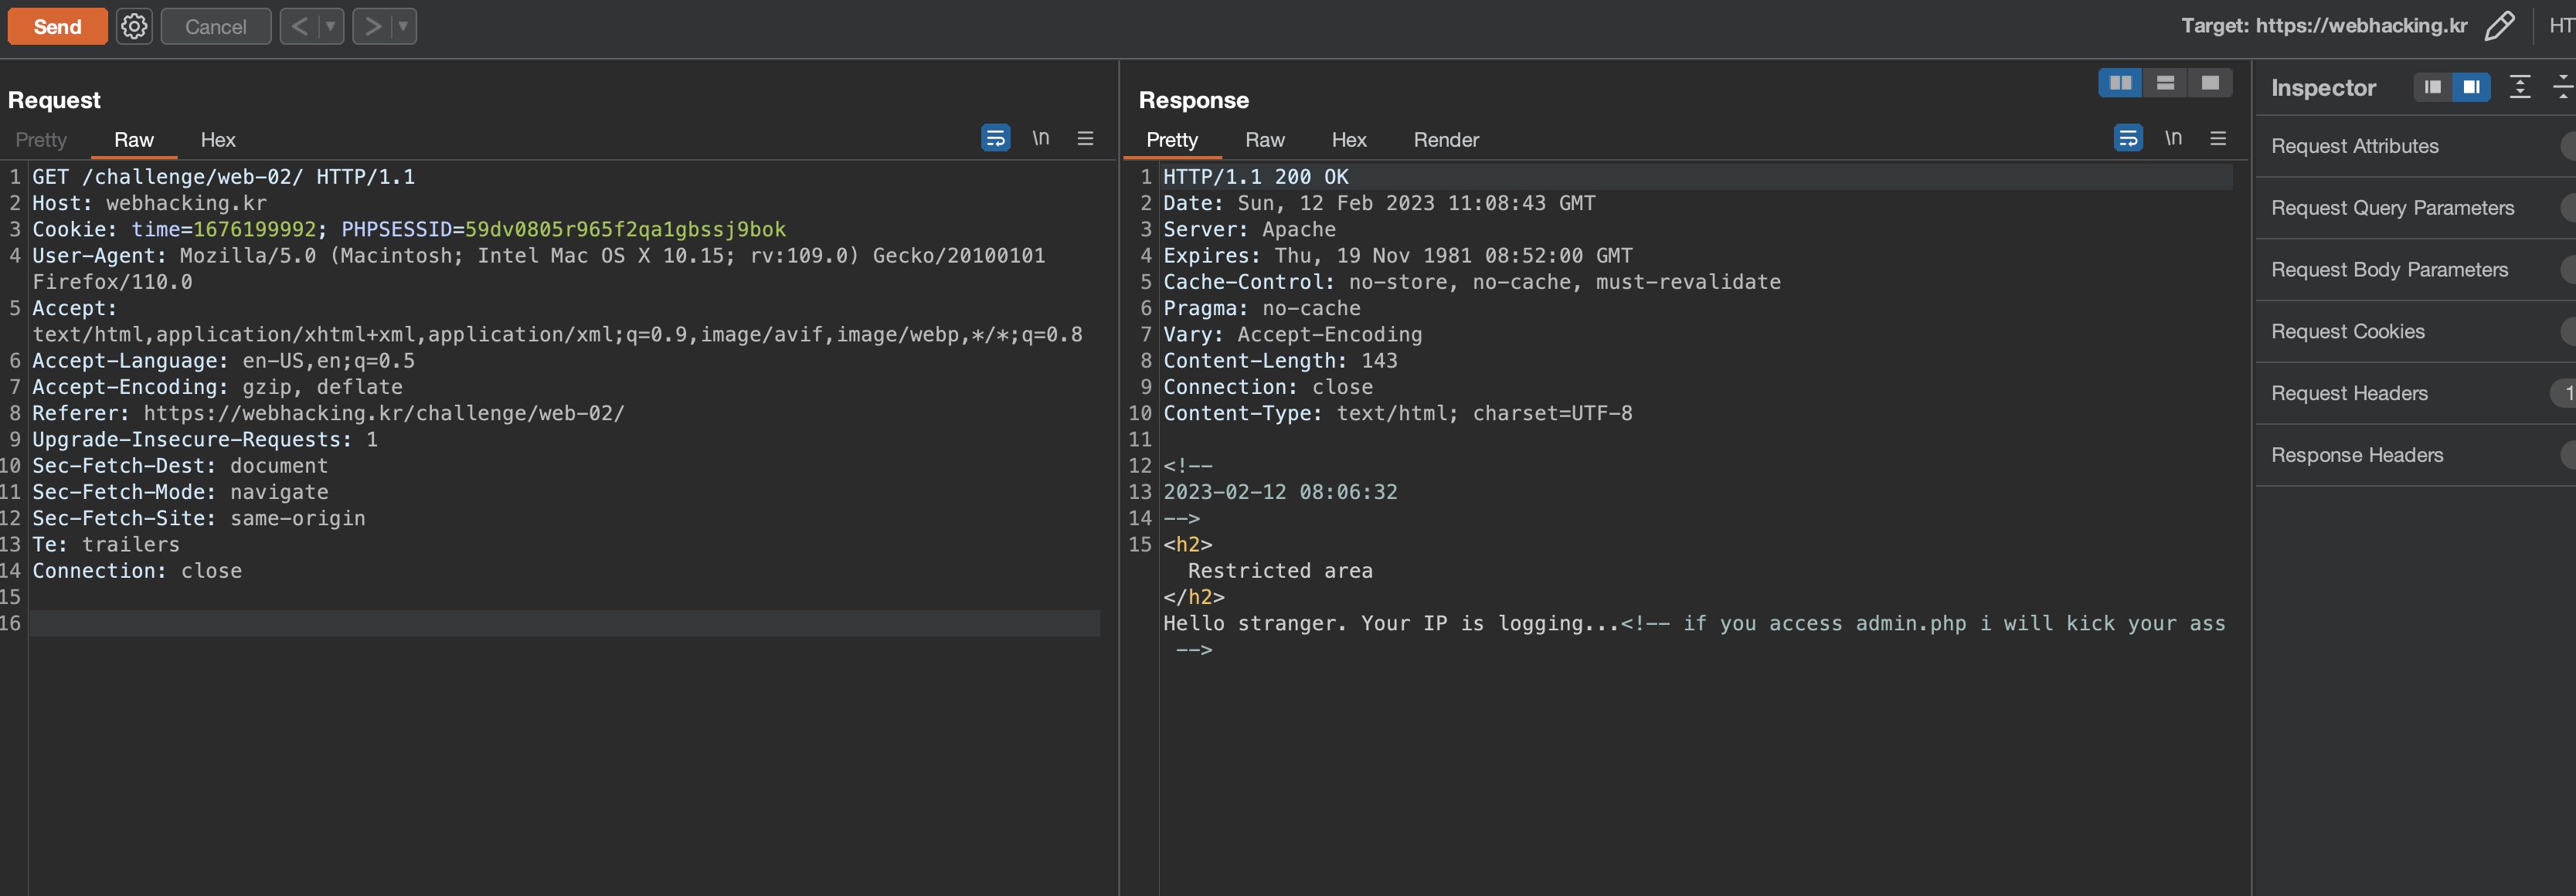 Send
Cancel
Target: https://webhacking.kr
HT
Request
Pretty Raw Hex
\n
1 GET /challenge/web-02/ HTTP/1.1
2 Host: webhacking.kr
3 Cookie: time=1676199992; PHPSESSID=59dv0805r965f2qa1gbssj9bok
4 User-Agent: Mozilla/5.0 (Macintosh; Intel Mac OS X 10.15; rv:109.0) Gecko/20100101
Firefox/110.0
5 Accept:
text/html,application/xhtml+xml,application/xml;q=0.9,image/avif,image/webp,*/*;q=0.8
6 Accept-Language: en-US,en;q=0.5
7 Accept-Encoding: gzip, deflate
8 Referer: https://webhacking.kr/challenge/web-02/
9 Upgrade-Insecure-Requests: 1
10 Sec-Fetch-Dest: document
11 Sec-Fetch-Mode: navigate
12 Sec-Fetch-Site: same-origin
13 Te: trailers
14 Connection: close
15
16
Response
Pretty Raw Hex Render
\n
1 HTTP/1.1 200 OK
2 Date: Sun, 12 Feb 2023 11:08:43 GMT
3 Server: Apache
4 Expires: Thu, 19 Nov 1981 08:52:00 GMT
5 Cache-Control: no-store, no-cache, must-revalidate
6 Pragma: no-cache
7 Vary: Accept-Encoding
8 Content-Length: 143
9 Connection: close
10 Content-Type: text/html; charset=UTF-8
11
12 <!--
13 2023-02-12 08:06:32
14 -->
15 <h2>
Restricted area
</h2>
Hello stranger. Your IP is logging...<!-- if you access admin.php i will kick your ass
-->
Inspector
Request Attributes
Request Query Parameters
Request Body Parameters
Request Cookies
Request Headers
1
Response Headers